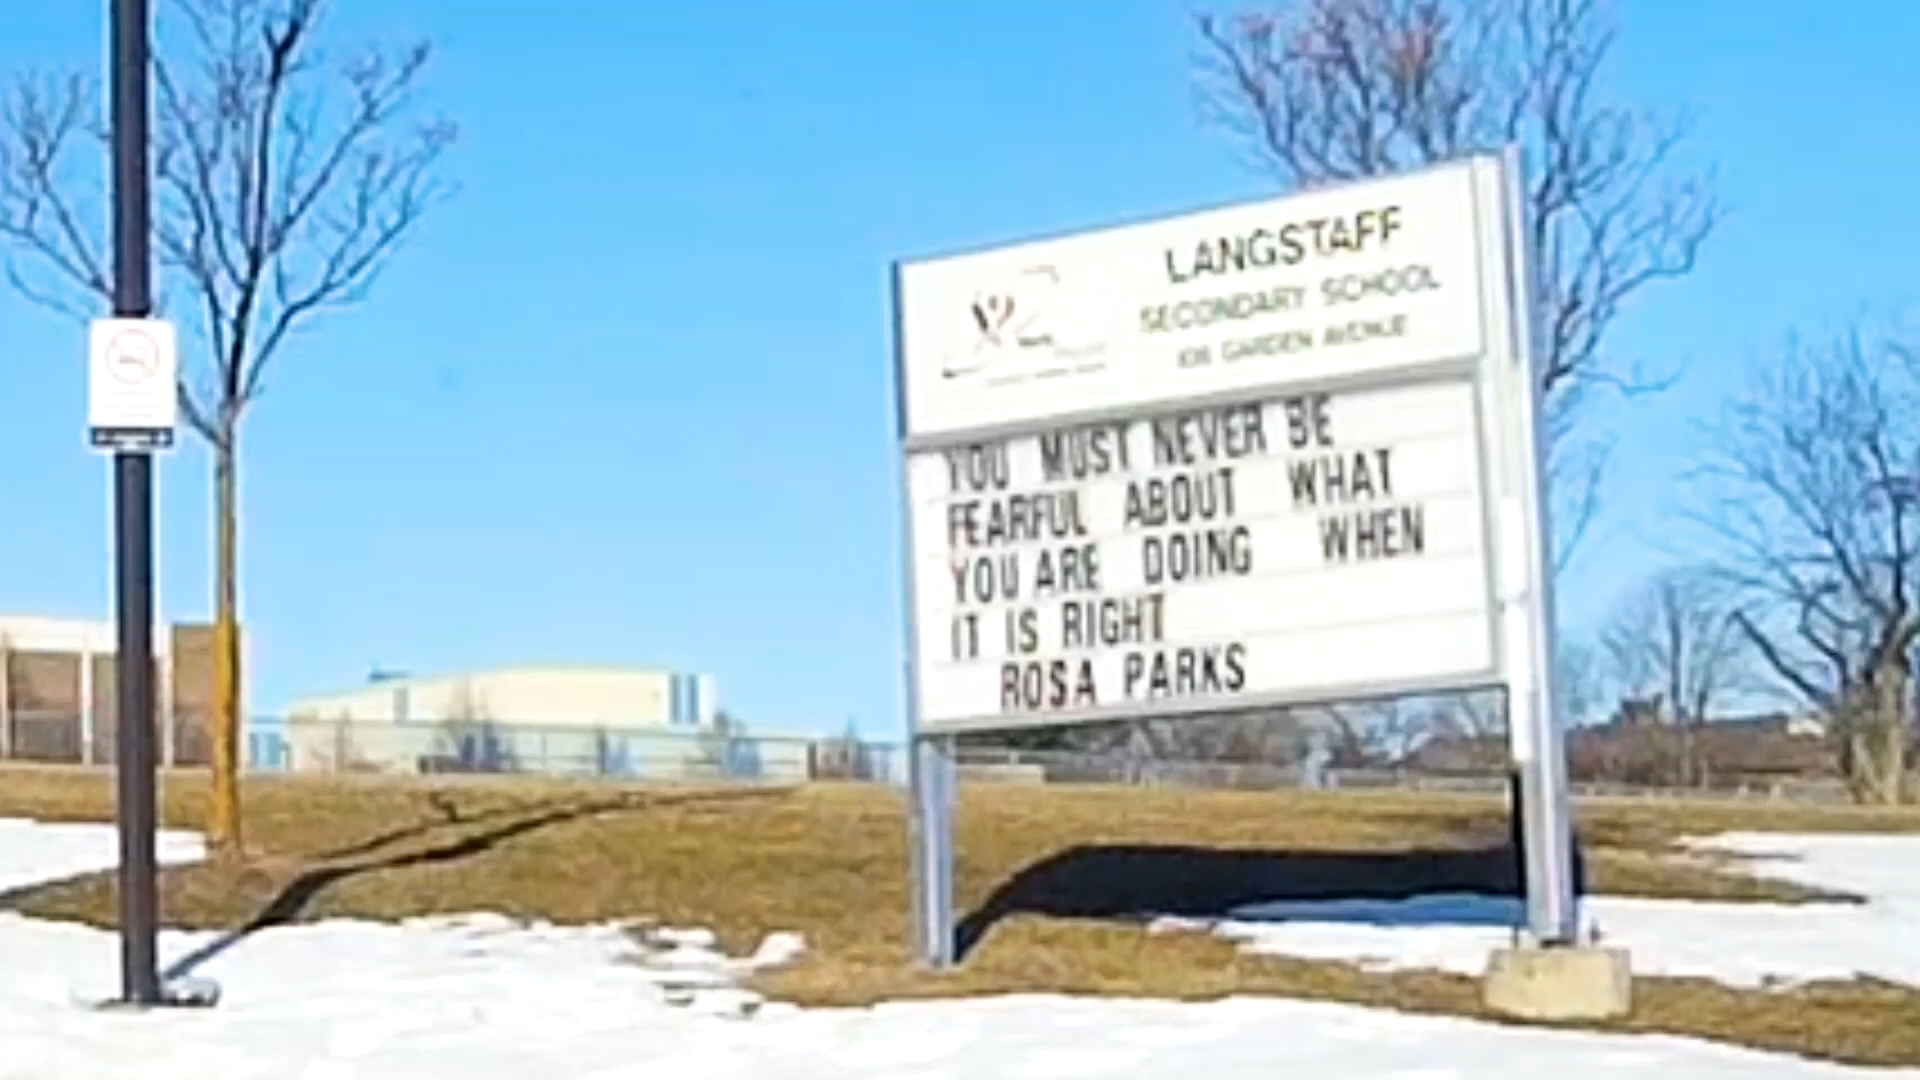 LANGSTAFF
SECONDARY SCHOOL
106 GARDEN AVENUE
YOU MUST NEVER BE
FEARFUL ABOUT WHAT
YOU ARE DOING WHEN
IT IS RIGHT
ROSA PARKS